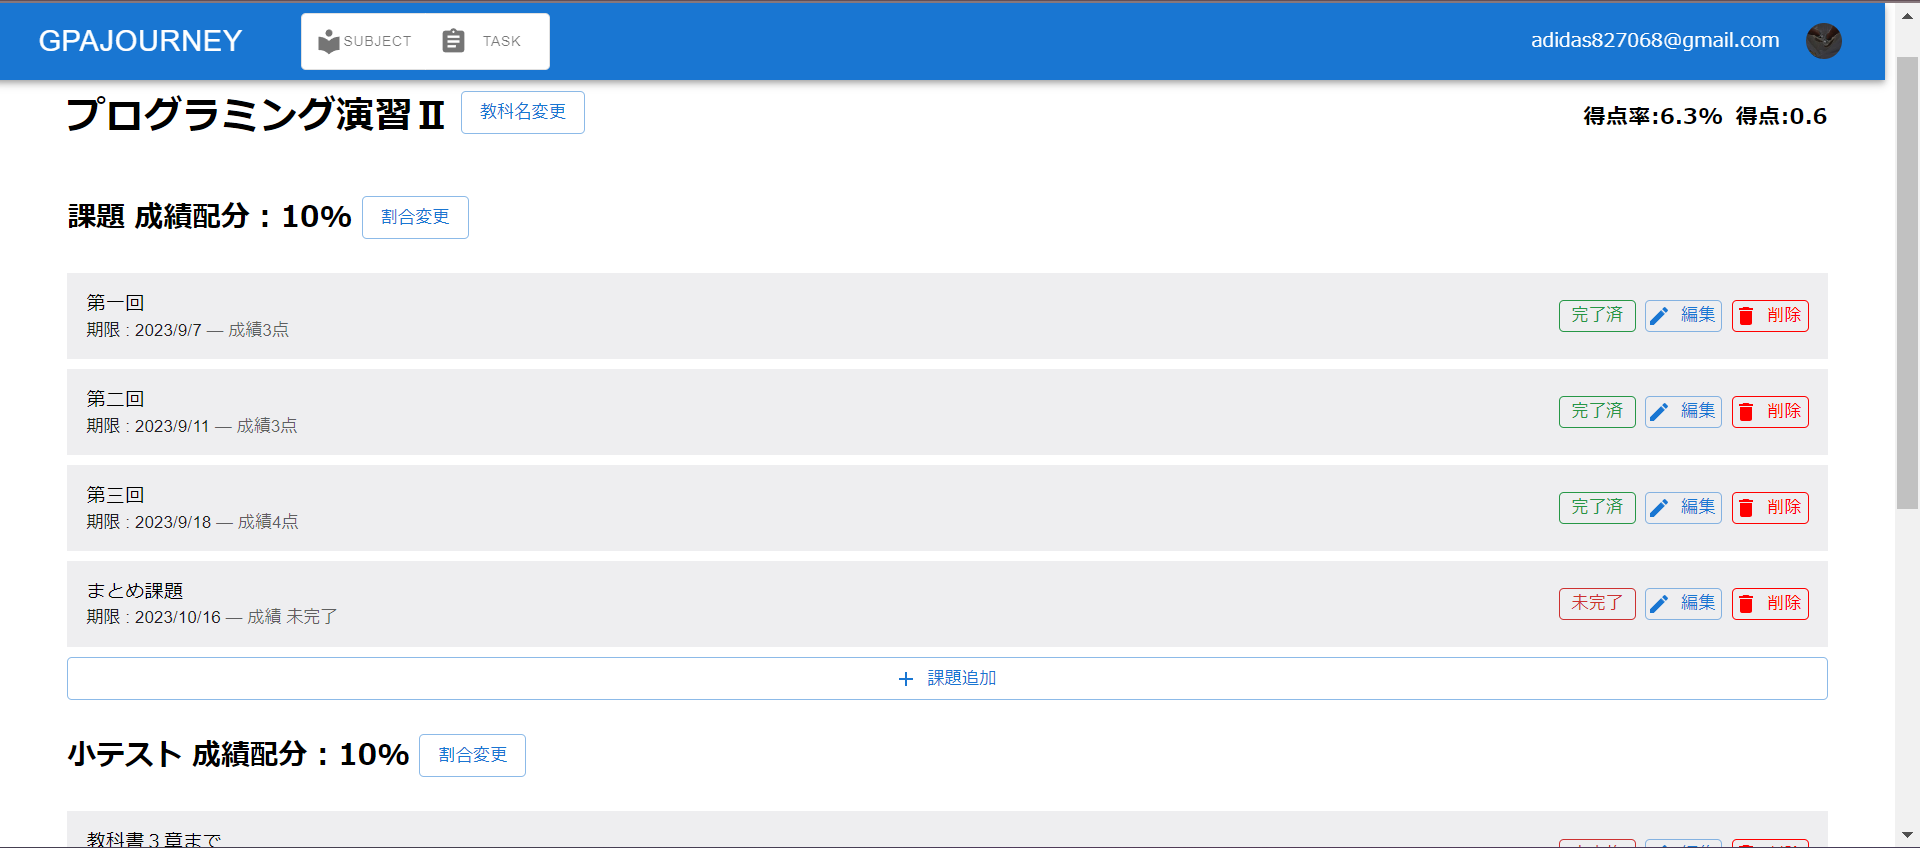 GPAJOURNEY SUBJECT TASK adidas827068@gmail.com
プログラミング演習Ⅱ 教科名変更 得点率:6.3% 得点:0.6
課題 成績配分 : 10% 割合変更
第一回
期限 : 2023/9/7 — 成績3点 完了済 編集 削除
第二回
期限 : 2023/9/11 — 成績3点 完了済 編集 削除
第三回
期限 : 2023/9/18 — 成績4点 完了済 編集 削除
まとめ課題
期限 : 2023/10/16 — 成績 未完了 未完了 編集 削除
+ 課題追加
小テスト 成績配分 : 10% 割合変更
教科書３章まで